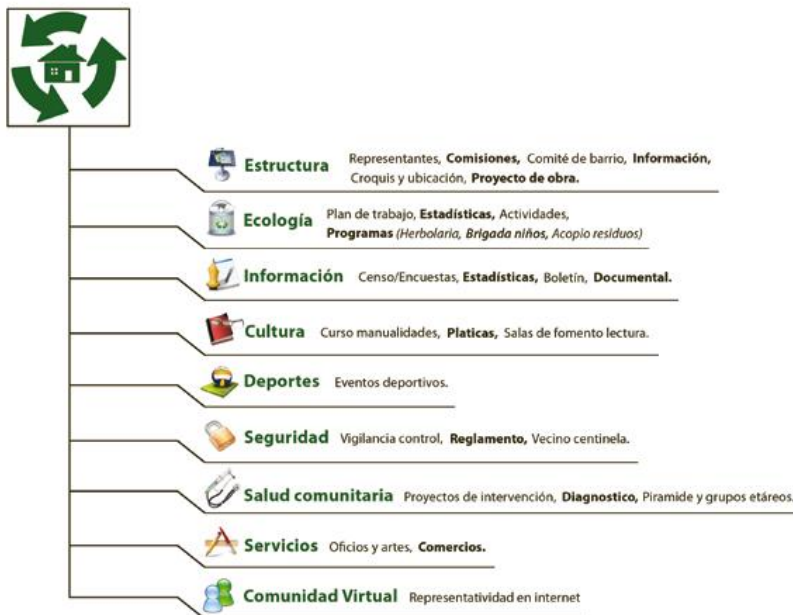 Estructura Representantes, Comisiones, Comité de barrio, Información,
Croquis y ubicación, Proyecto de obra.
Ecología Plan de trabajo, Estadísticas, Actividades,
Programas (Herbolaria, Brigada niños, Acopio residuos)
Información Censo/Encuestas, Estadísticas, Boletín, Documental.
Cultura Curso manualidades, Platicas, Salas de fomento lectura.
Deportes Eventos deportivos.
Seguridad Vigilancia control, Reglamento, Vecino centinela.
Salud comunitaria Proyectos de intervención, Diagnostico, Piramide y grupos etáreos.
Servicios Oficios y artes, Comercios.
Comunidad Virtual Representatividad en internet